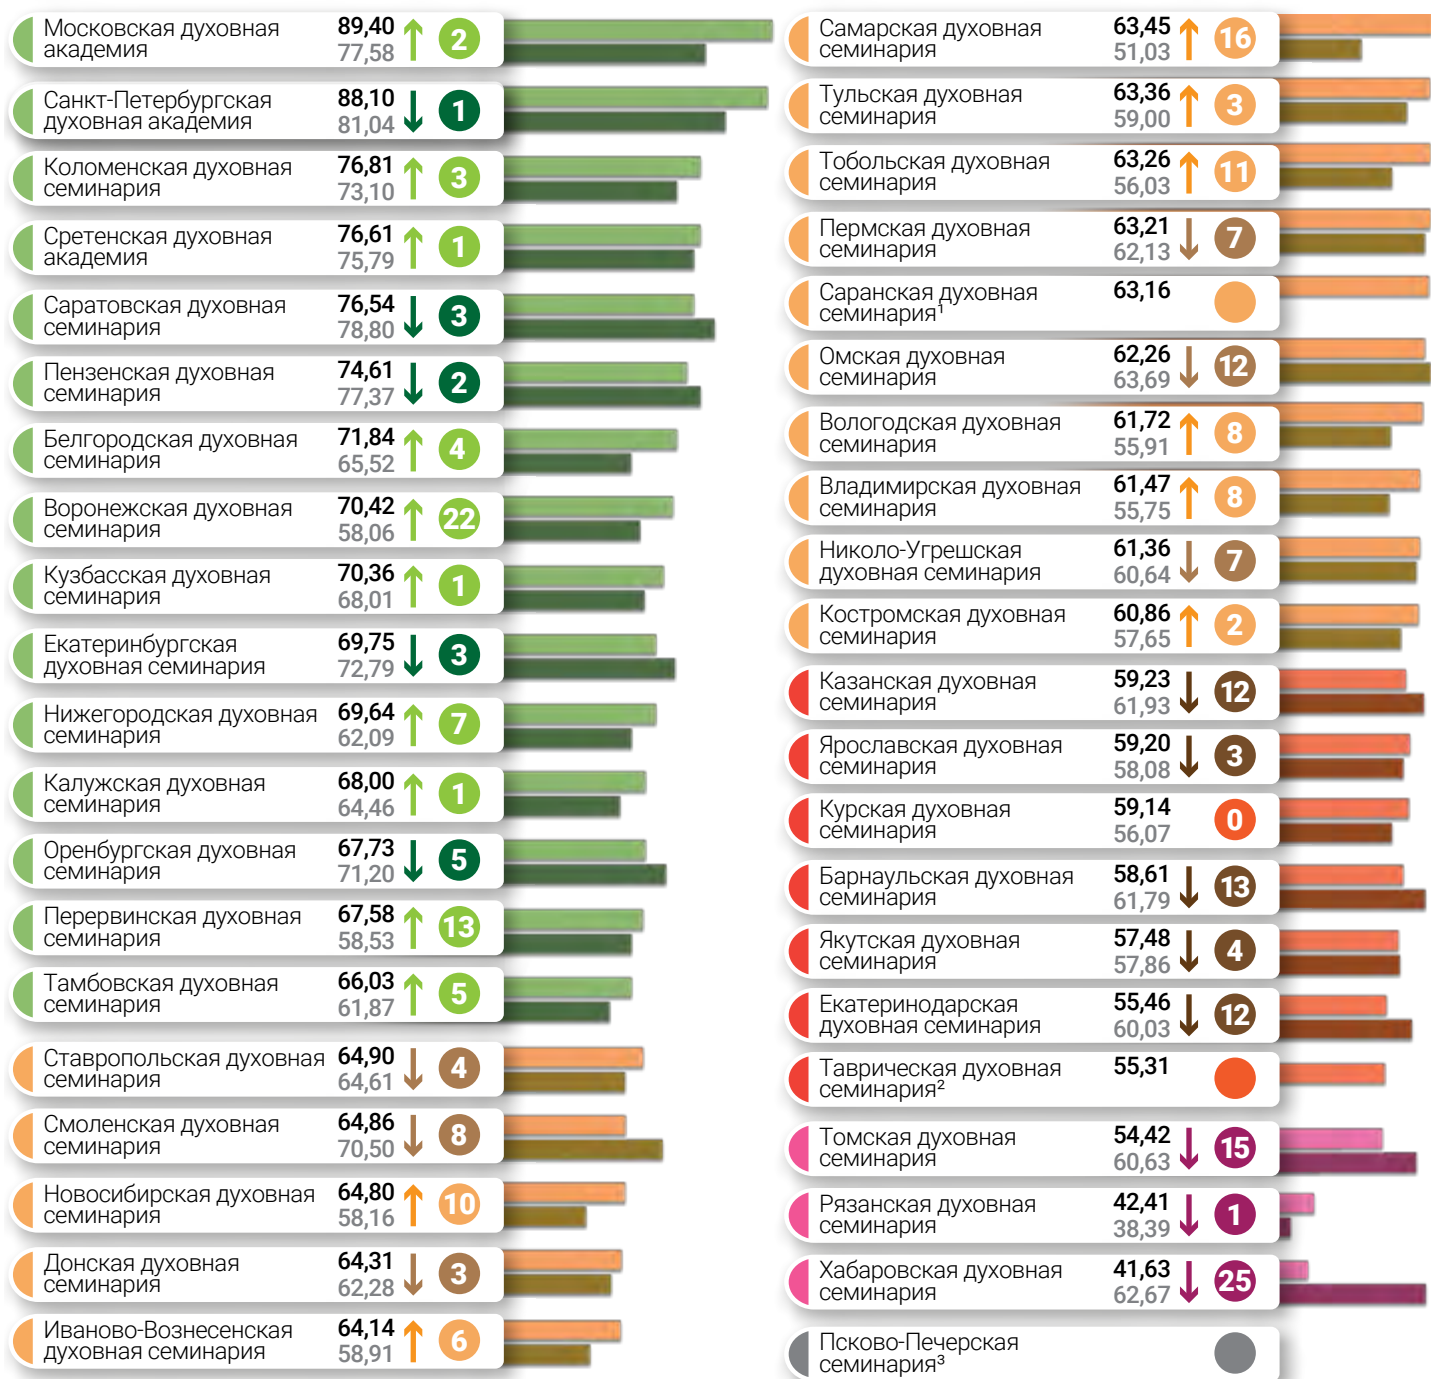 Московская духовная
академия
89,40
77,58
2
Санкт-Петербургская
духовная академия
88,10
81,04
1
Коломенская духовная
семинария
76,81
73,10
3
Сретенская духовная
академия
76,61
75,79
1
Саратовская духовная
семинария
76,54
78,80
3
Пензенская духовная
семинария
74,61
77,37
2
Белгородская духовная
семинария
71,84
65,52
4
Воронежская духовная
семинария
70,42
58,06
22
Кузбасская духовная
семинария
70,36
68,01
1
Екатеринбургская
духовная семинария
69,75
72,79
3
Нижегородская духовная
семинария
69,64
62,09
7
Калужская духовная
семинария
68,00
64,46
1
Оренбургская духовная
семинария
67,73
71,20
5
Перервинская духовная
семинария
67,58
58,53
13
Тамбовская духовная
семинария
66,03
61,87
5
Ставропольская духовная
семинария
64,90
64,61
4
Смоленская духовная
семинария
64,86
70,50
8
Новосибирская духовная
семинария
64,80
58,16
10
Донская духовная
семинария
64,31
62,28
3
Иваново-Вознесенская
духовная семинария
64,14
58,91
6
Самарская духовная
семинария
63,45
51,03
16
Тульская духовная
семинария
63,36
59,00
3
Тобольская духовная
семинария
63,26
56,03
11
Пермская духовная
семинария
63,21
62,13
7
Саранская духовная
семинария¹
63,16
Омская духовная
семинария
62,26
63,69
12
Вологодская духовная
семинария
61,72
55,91
8
Владимирская духовная
семинария
61,47
55,75
8
Николо-Угрешская
духовная семинария
61,36
60,64
7
Костромская духовная
семинария
60,86
57,65
2
Казанская духовная
семинария
59,23
61,93
12
Ярославская духовная
семинария
59,20
58,08
3
Курская духовная
семинария
59,14
56,07
0
Барнаульская духовная
семинария
58,61
61,79
13
Якутская духовная
семинария
57,48
57,86
4
Екатеринодарская
духовная семинария
55,46
60,03
12
Таврическая духовная
семинария²
55,31
Томская духовная
семинария
54,42
60,63
15
Рязанская духовная
семинария
42,41
38,39
1
Хабаровская духовная
семинария
41,63
62,67
25
Псково-Печерская
семинария³